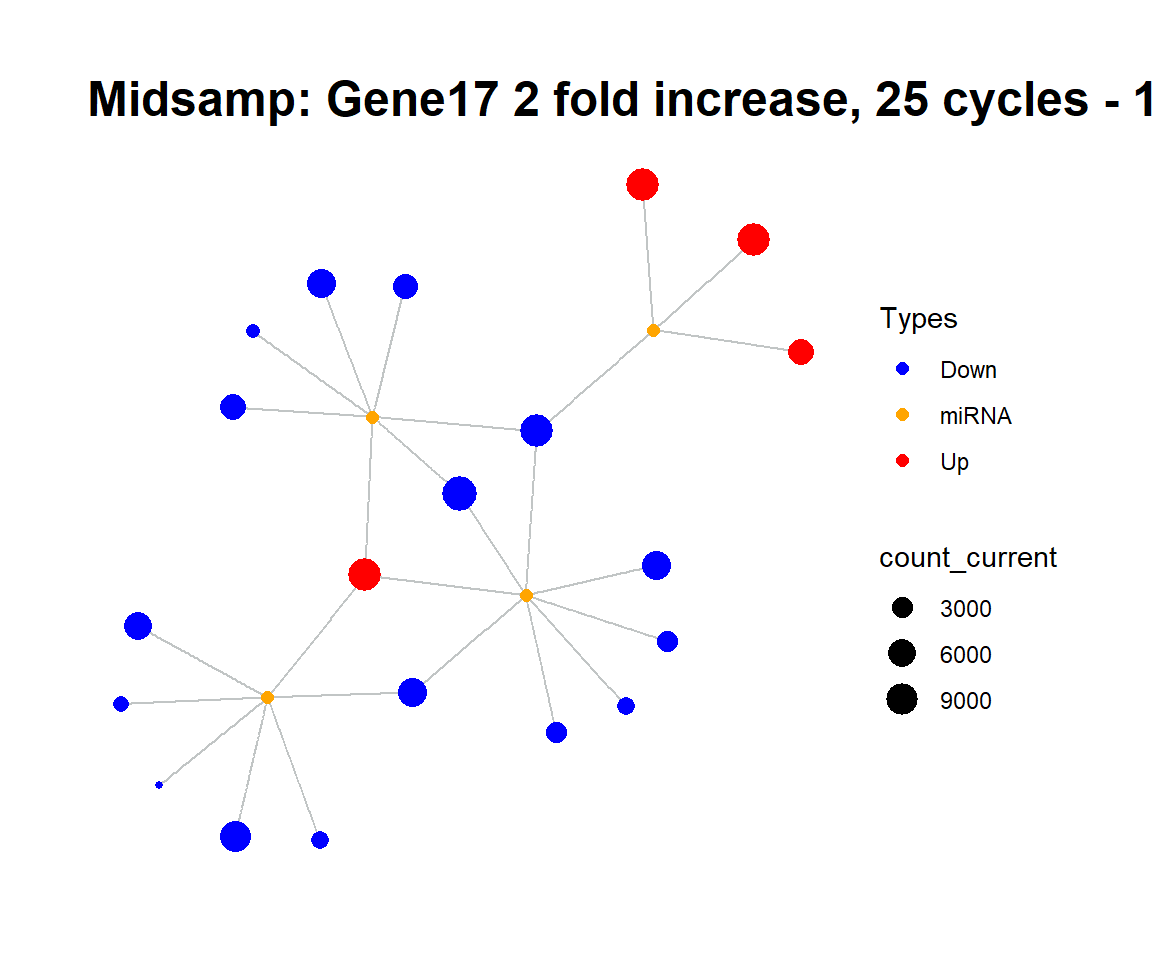 Midsamp: Gene17 2 fold increase, 25 cycles - 1
Types
Down
miRNA
Up
count_current
3000
6000
9000